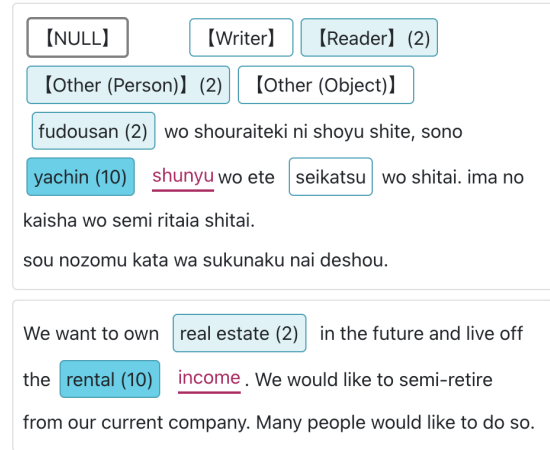 【NULL】 【Writer】 【Reader】 (2)
【Other (Person)】 (2) 【Other (Object)】
fudousan (2) wo shouraiteki ni shoyu shite, sono
yachin (10) shunyu wo ete seikatsu wo shitai. ima no
kaisha wo semi ritaia shitai.
sou nozomu kata wa sukunaku nai deshou.
We want to own real estate (2) in the future and live off
the rental (10) income . We would like to semi-retire
from our current company. Many people would like to do so.